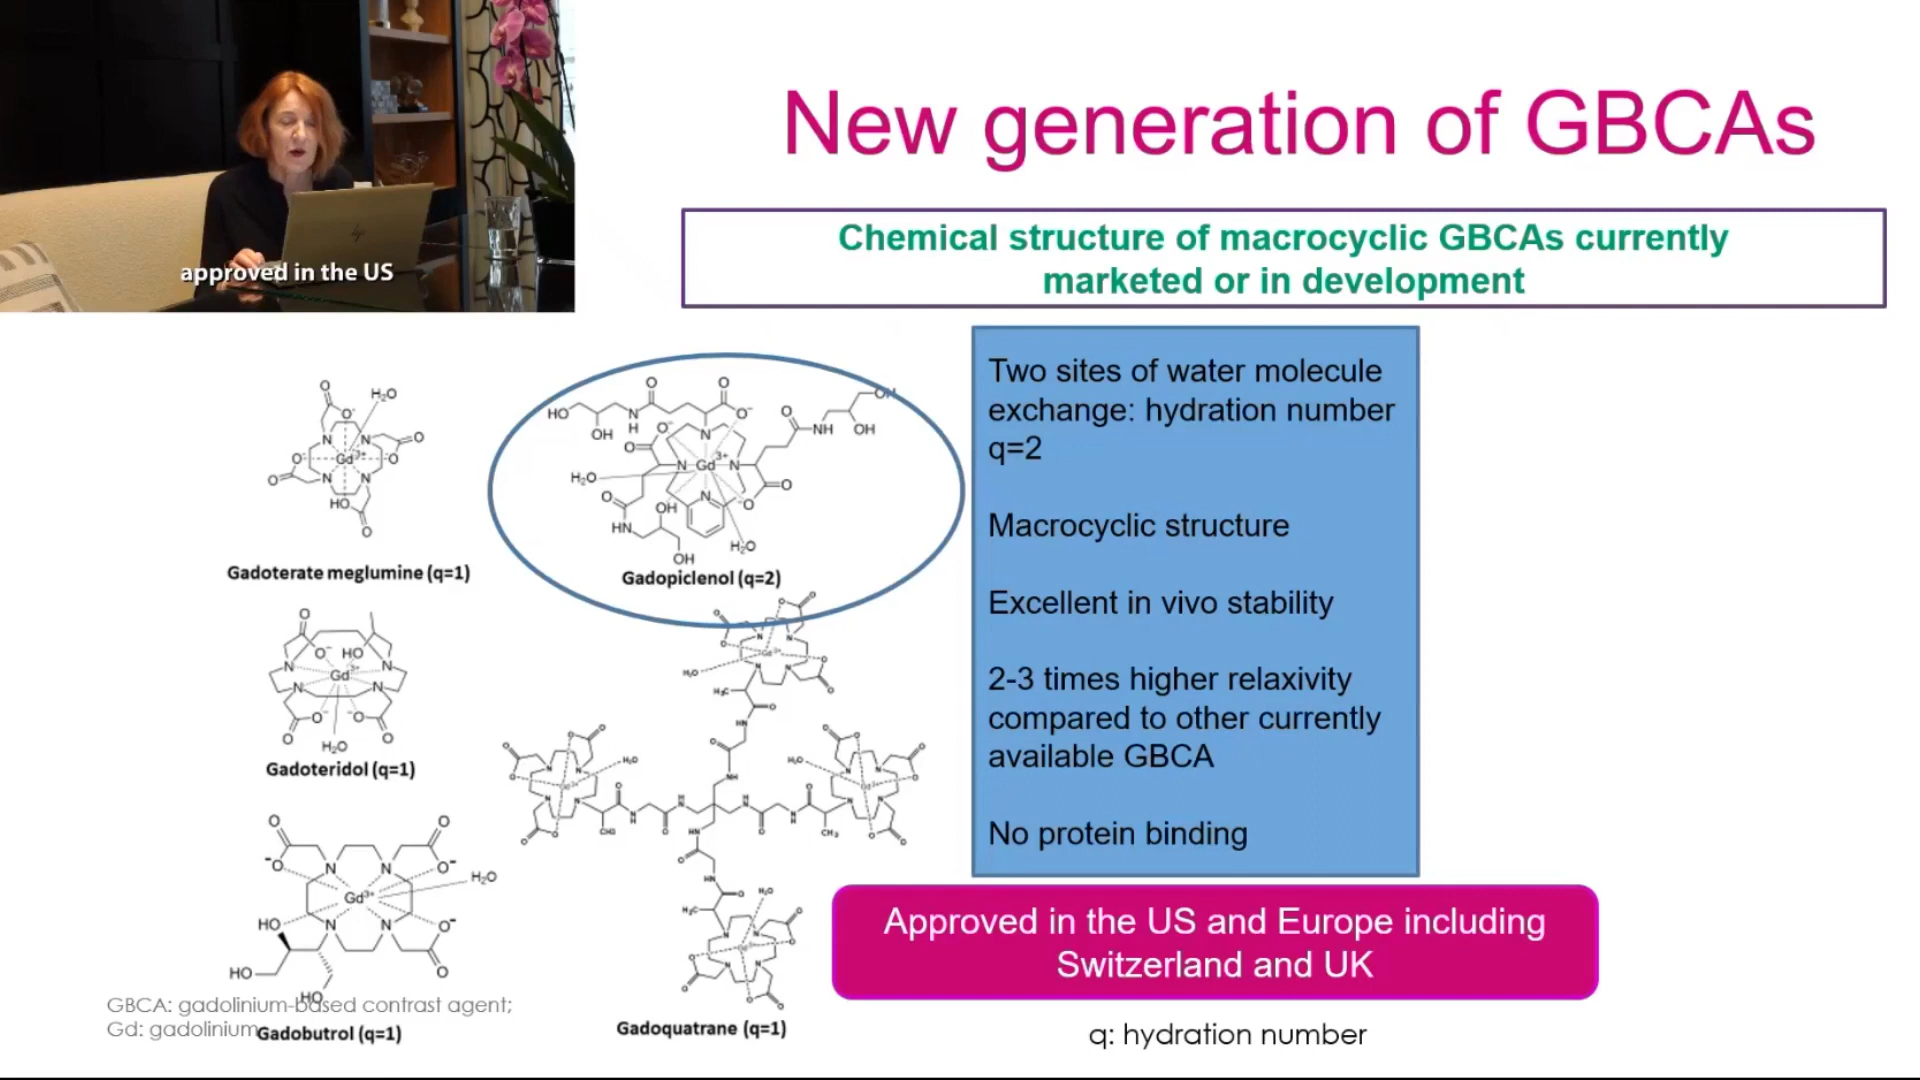 approved in the US
New generation of GBCAs
Chemical structure of macrocyclic GBCAs currently
marketed or in development
Two sites of water molecule
exchange: hydration number
q=2
Macrocyclic structure
Excellent in vivo stability
2-3 times higher relaxivity
compared to other currently
available GBCA
No protein binding
Approved in the US and Europe including
Switzerland and UK
q: hydration number
Gadoterate meglumine (q=1)
Gadopiclenol (q=2)
Gadoteridol (q=1)
Gadobutrol (q=1)
Gadoquatrane (q=1)
GBCA: gadolinium-based contrast agent;
Gd: gadolinium